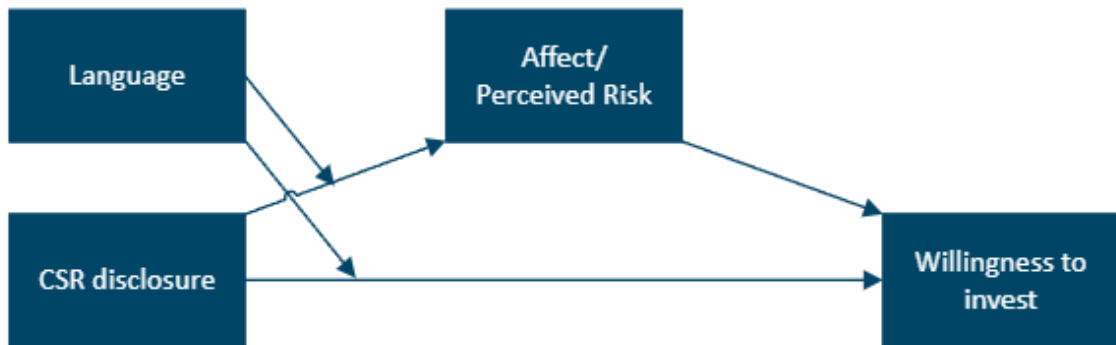 Language
Affect/
Perceived Risk
CSR disclosure
Willingness to
invest